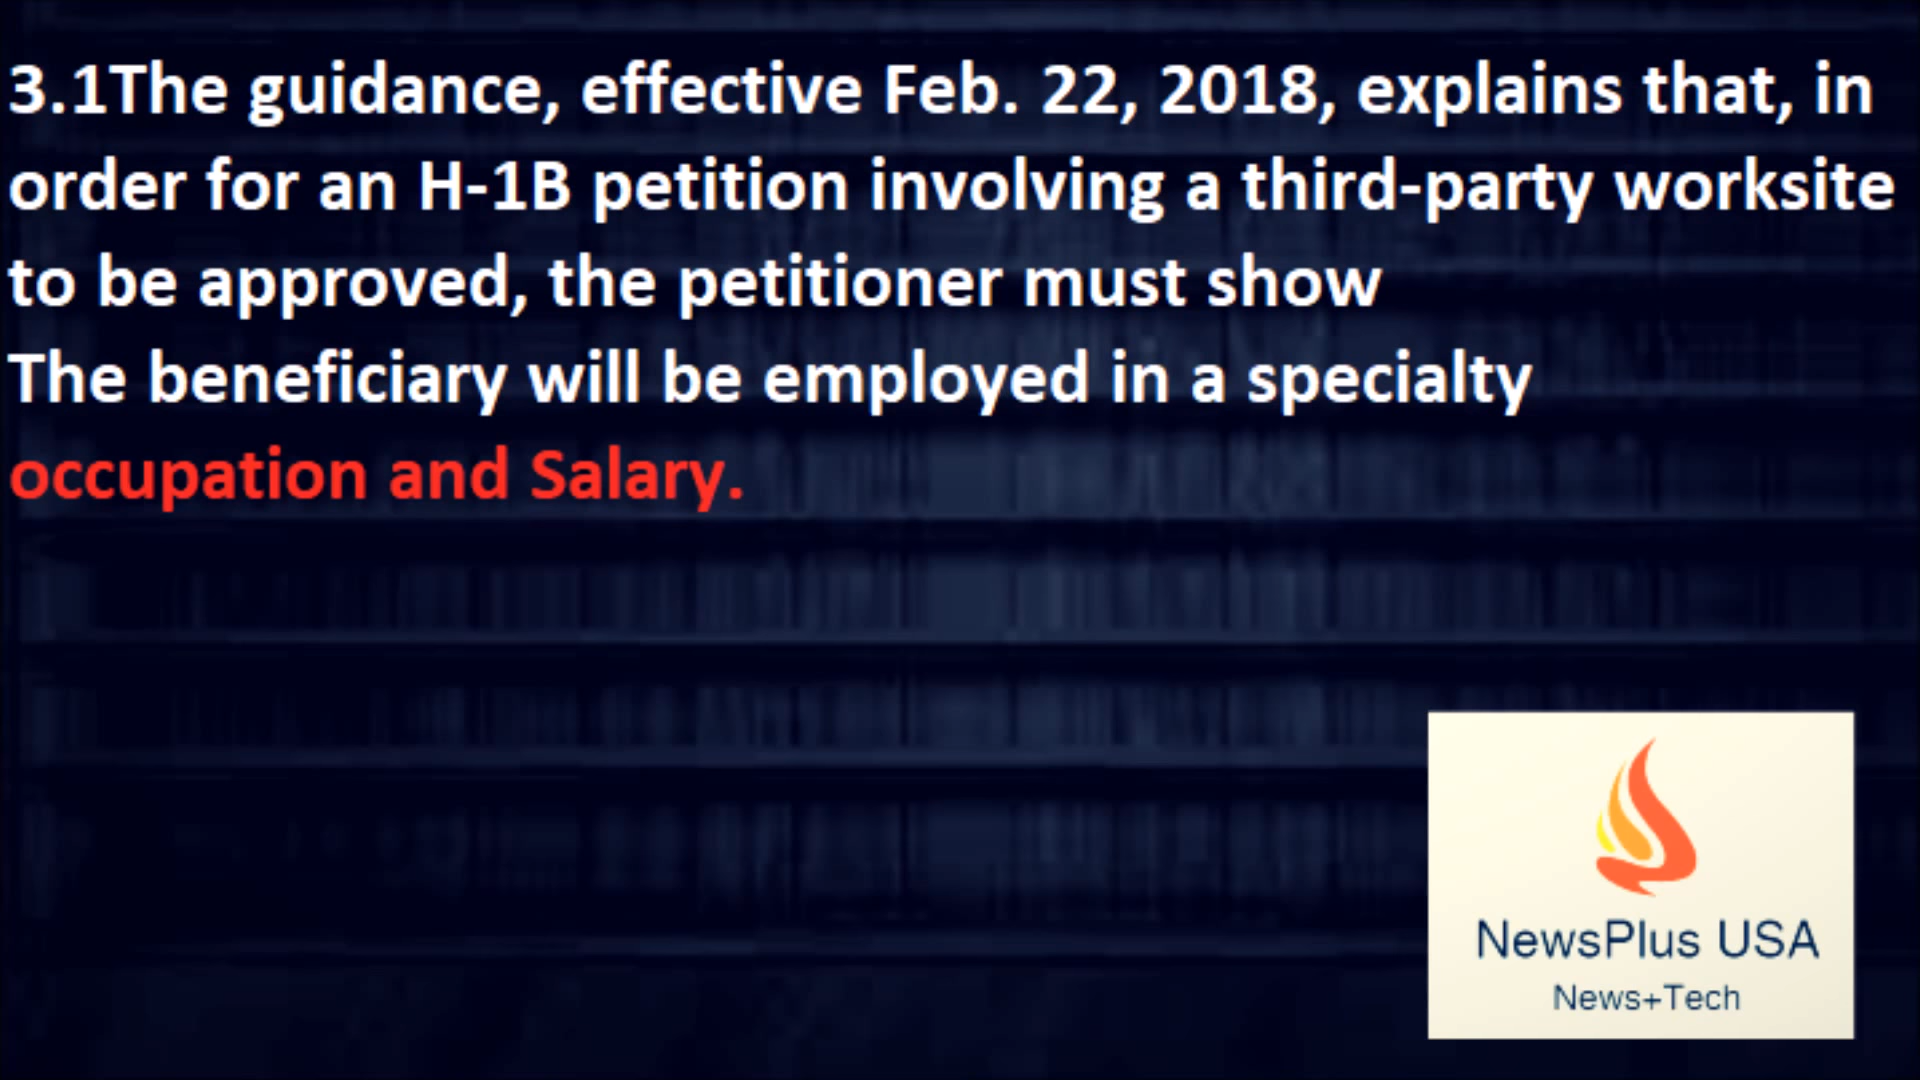 3.1The guidance, effective Feb. 22, 2018, explains that, in
order for an H-1B petition involving a third-party worksite
to be approved, the petitioner must show
The beneficiary will be employed in a specialty
occupation and Salary.
NewsPlus USA
News+Tech